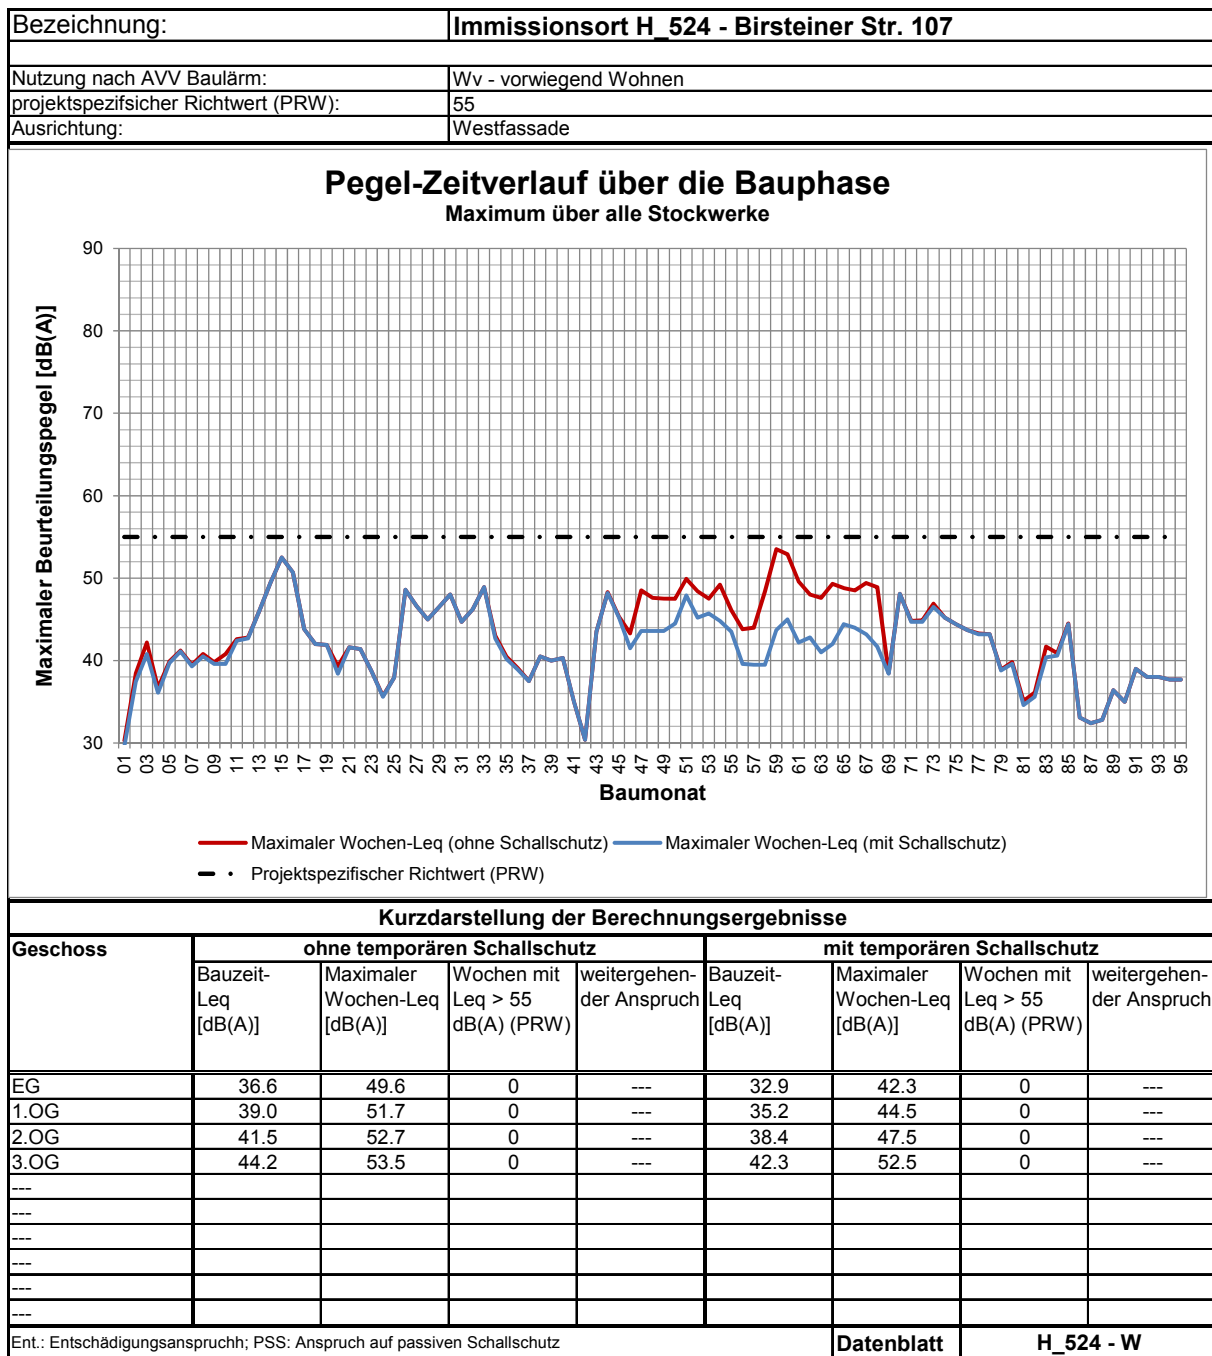 Bezeichnung: Immissionsort H_524 - Birsteiner Str. 107
Nutzung nach AVV Baulärm: Wv - vorwiegend Wohnen
projektspezifsicher Richtwert (PRW): 55
Ausrichtung: Westfassade
Pegel-Zeitverlauf über die Bauphase
Maximum über alle Stockwerke
Maximaler Beurteilungspegel [dB(A)]
90
80
70
60
50
40
30
01 03 05 07 09 11 13 15 17 19 21 23 25 27 29 31 33 35 37 39 41 43 45 47 49 51 53 55 57 59 61 63 65 67 69 71 73 75 77 79 81 83 85 87 89 91 93 95
Baumonat
Maximaler Wochen-Leq (ohne Schallschutz) Maximaler Wochen-Leq (mit Schallschutz)
Projektspezifischer Richtwert (PRW)
Kurzdarstellung der Berechnungsergebnisse
Geschoss ohne temporären Schallschutz mit temporären Schallschutz
Bauzeit- Maximaler Wochen mit weitergehen- Bauzeit- Maximaler Wochen mit weitergehen-
Leq Wochen-Leq Leq > 55 der Anspruch Leq Wochen-Leq Leq > 55 der Anspruch
[dB(A)] [dB(A)] dB(A) (PRW) [dB(A)] [dB(A)] dB(A) (PRW)
EG 36.6 49.6 0 --- 32.9 42.3 0 ---
1.OG 39.0 51.7 0 --- 35.2 44.5 0 ---
2.OG 41.5 52.7 0 --- 38.4 47.5 0 ---
3.OG 44.2 53.5 0 --- 42.3 52.5 0 ---
---
---
---
---
---
---
Ent.: Entschädigungsanspruchh; PSS: Anspruch auf passiven Schallschutz Datenblatt H_524 - W